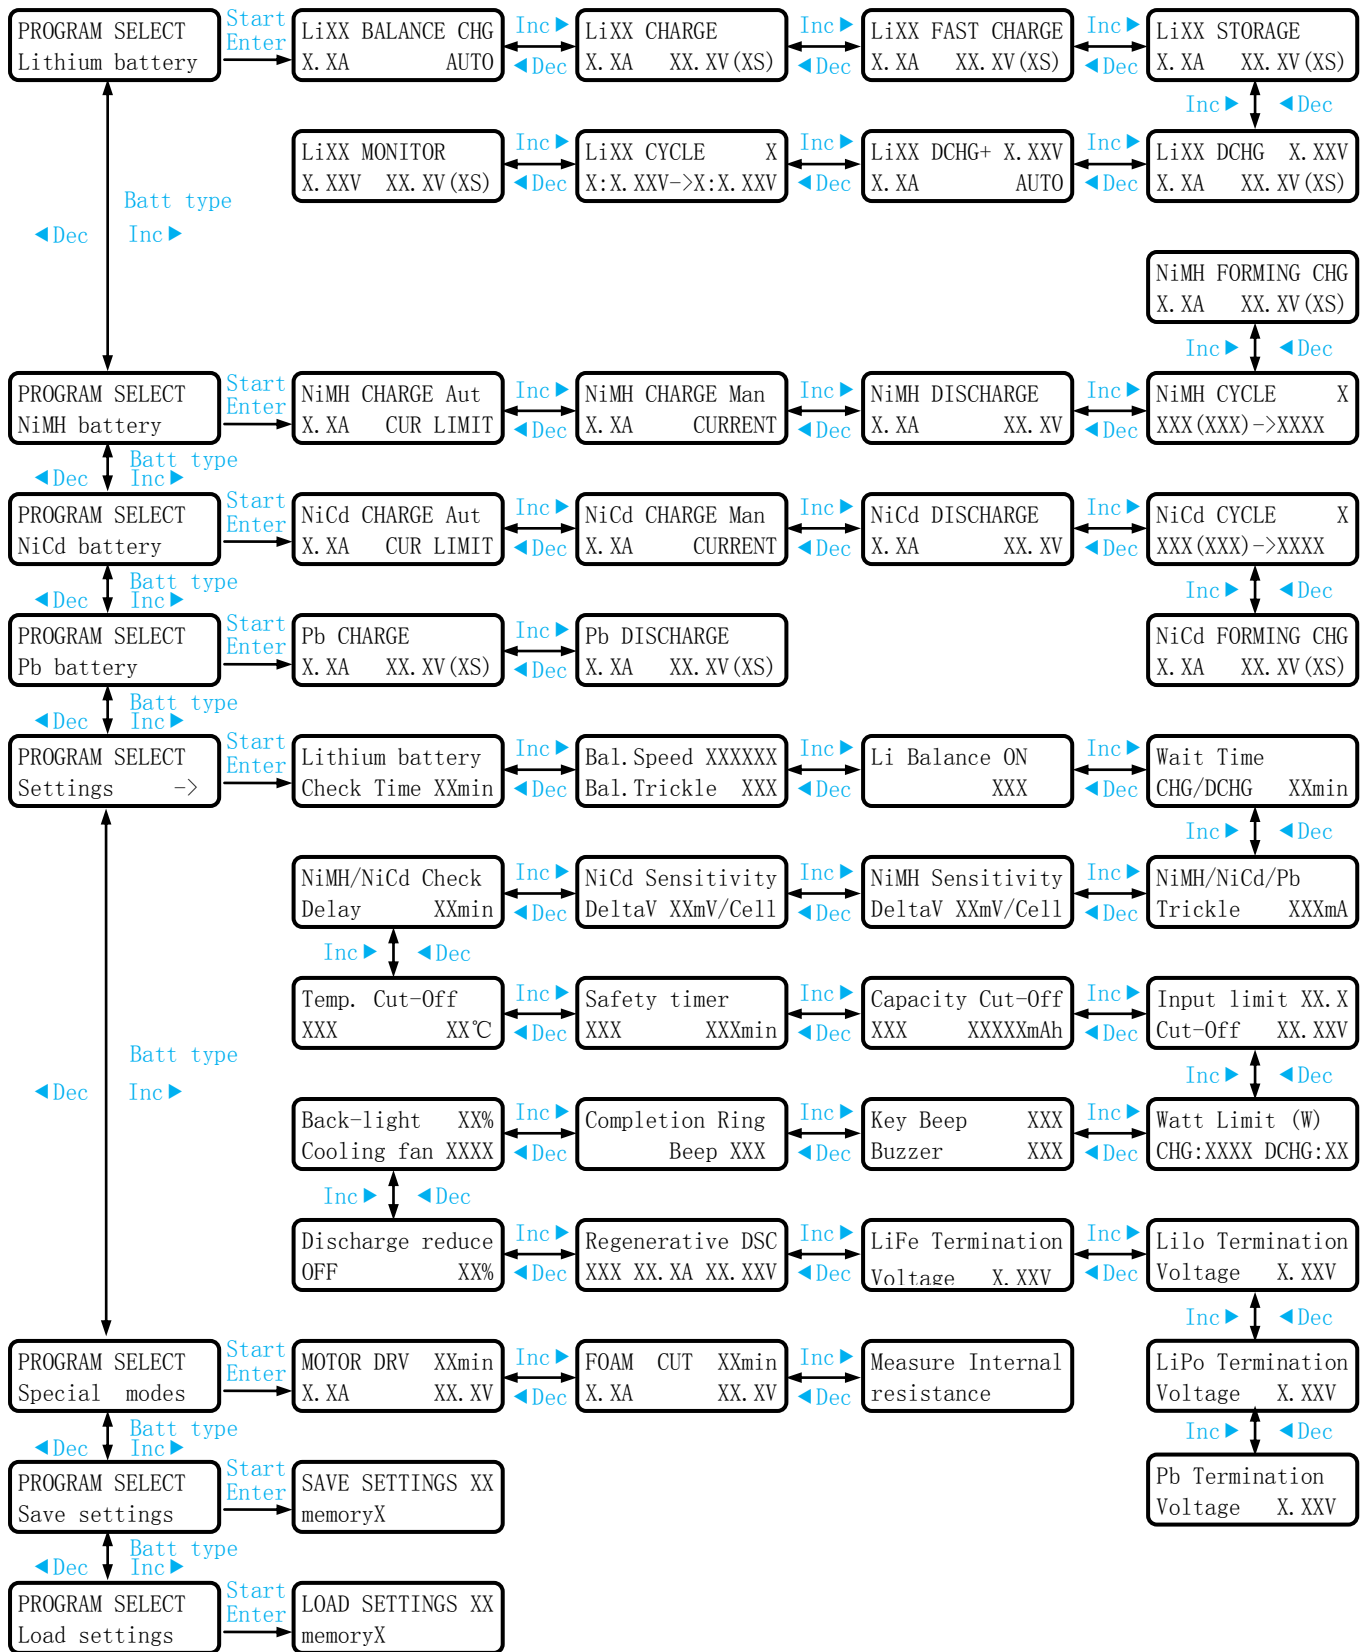 PROGRAM SELECT
Lithium battery
Start
Enter
LiXX BALANCE CHG
X.XA AUTO
Inc▶
◀Dec
LiXX CHARGE
X.XA XX.XV(XS)
Inc▶
◀Dec
LiXX FAST CHARGE
X.XA XX.XV(XS)
Inc▶
◀Dec
LiXX STORAGE
X.XA XX.XV(XS)
Inc▶ ◀Dec
LiXX MONITOR
X.XXV XX.XV(XS)
Inc▶
◀Dec
LiXX CYCLE X
X:X.XXV->X:X.XXV
Inc▶
◀Dec
LiXX DCHG+ X.XXV
X.XA AUTO
Inc▶
◀Dec
LiXX DCHG X.XXV
X.XA XX.XV(XS)
Batt type
◀Dec Inc▶
NiMH FORMING CHG
X.XA XX.XV(XS)
Inc▶ ◀Dec
PROGRAM SELECT
NiMH battery
Start
Enter
NiMH CHARGE Aut
X.XA CUR LIMIT
Inc▶
◀Dec
NiMH CHARGE Man
X.XA CURRENT
Inc▶
◀Dec
NiMH DISCHARGE
X.XA XX.XV
Inc▶
◀Dec
NiMH CYCLE X
XXX(XXX)->XXXX
Batt type
◀Dec Inc▶
PROGRAM SELECT
NiCd battery
Start
Enter
NiCd CHARGE Aut
X.XA CUR LIMIT
Inc▶
◀Dec
NiCd CHARGE Man
X.XA CURRENT
Inc▶
◀Dec
NiCd DISCHARGE
X.XA XX.XV
Inc▶
◀Dec
NiCd CYCLE X
XXX(XXX)->XXXX
Inc▶ ◀Dec
Batt type
◀Dec Inc▶
PROGRAM SELECT
Pb battery
Start
Enter
Pb CHARGE
X.XA XX.XV(XS)
Inc▶
◀Dec
Pb DISCHARGE
X.XA XX.XV(XS)
NiCd FORMING CHG
X.XA XX.XV(XS)
Batt type
◀Dec Inc▶
PROGRAM SELECT
Settings ->
Start
Enter
Lithium battery
Check Time XXmin
Inc▶
◀Dec
Bal.Speed XXXXXX
Bal.Trickle XXX
Inc▶
◀Dec
Li Balance ON
XXX
Inc▶
◀Dec
Wait Time
CHG/DCHG XXmin
Inc▶ ◀Dec
NiMH/NiCd Check
Delay XXmin
Inc▶
◀Dec
NiCd Sensitivity
DeltaV XXmV/Cell
Inc▶
◀Dec
NiMH Sensitivity
DeltaV XXmV/Cell
Inc▶
◀Dec
NiMH/NiCd/Pb
Trickle XXXmA
Inc▶ ◀Dec
Temp. Cut-Off
XXX XX℃
Inc▶
◀Dec
Safety timer
XXX XXXmin
Inc▶
◀Dec
Capacity Cut-Off
XXX XXXXXmAh
Inc▶
◀Dec
Input limit XX.X
Cut-Off XX.XXV
Batt type
◀Dec Inc▶
Inc▶ ◀Dec
Back-light XX%
Cooling fan XXXX
Inc▶
◀Dec
Completion Ring
Beep XXX
Inc▶
◀Dec
Key Beep XXX
Buzzer XXX
Inc▶
◀Dec
Watt Limit (W)
CHG:XXXX DCHG:XX
Inc▶ ◀Dec
Discharge reduce
OFF XX%
Inc▶
◀Dec
Regenerative DSC
XXX XX.XA XX.XXV
Inc▶
◀Dec
LiFe Termination
Voltage X.XXV
Inc▶
◀Dec
LiIo Termination
Voltage X.XXV
Inc▶ ◀Dec
PROGRAM SELECT
Special modes
Start
Enter
MOTOR DRV XXmin
X.XA XX.XV
Inc▶
◀Dec
FOAM CUT XXmin
X.XA XX.XV
Inc▶
◀Dec
Measure Internal
resistance
LiPo Termination
Voltage X.XXV
Inc▶ ◀Dec
Batt type
◀Dec Inc▶
PROGRAM SELECT
Save settings
Start
Enter
SAVE SETTINGS XX
memoryX
Pb Termination
Voltage X.XXV
Batt type
◀Dec Inc▶
PROGRAM SELECT
Load settings
Start
Enter
LOAD SETTINGS XX
memoryX